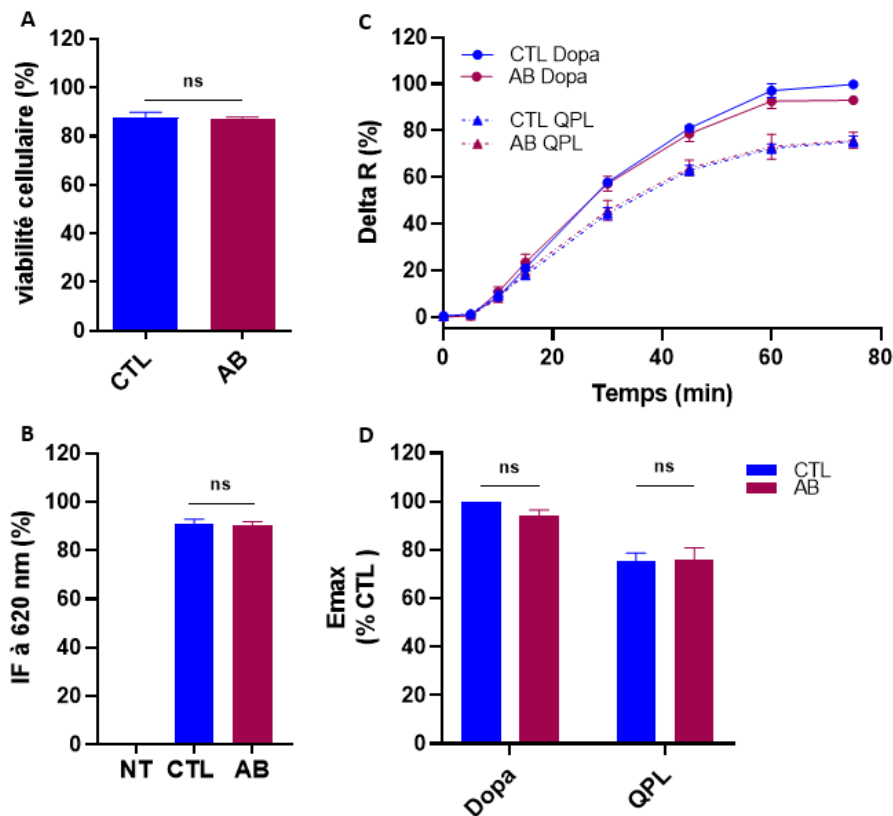 A
viabilité cellulaire (%)
120
100
80
60
40
20
0
ns
CTL
AB
C
Delta R (%)
120
100
80
60
40
20
0
CTL Dopa
AB Dopa
CTL QPL
AB QPL
0
20
40
60
80
Temps (min)
B
IF à 620 nm (%)
120
100
80
60
40
20
0
ns
NT CTL AB
D
Emax
(% CTL )
120
100
80
60
40
20
0
ns
ns
CTL
AB
Dopa
QPL